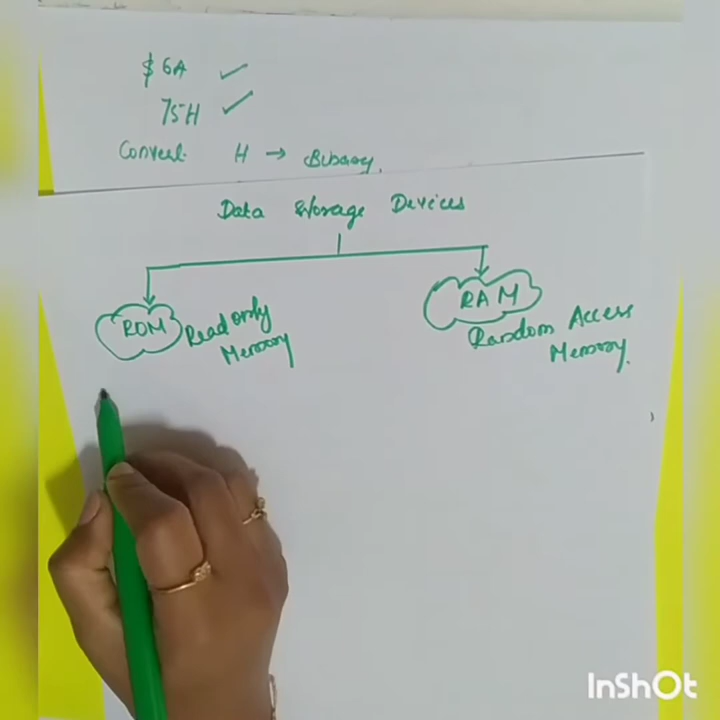 $6A
75H
Convert H → Binary.
Data Storage Devices
ROM
Read only
Memory
RAM
Random Access
Memory.
InShOt